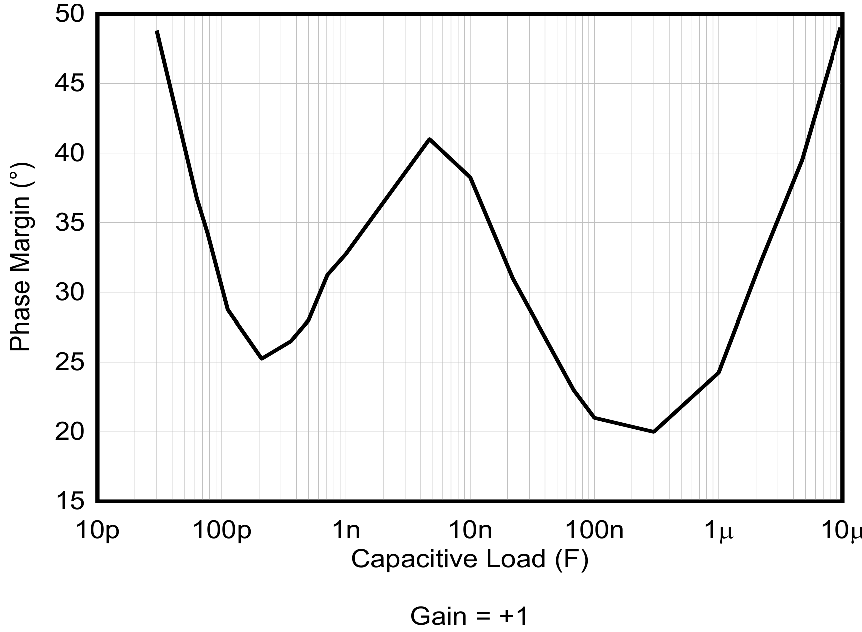 50
45
40
35
30
25
20
15
Phase Margin (°)
10p 100p 1n 10n 100n 1μ 10μ
Capacitive Load (F)
Gain = +1